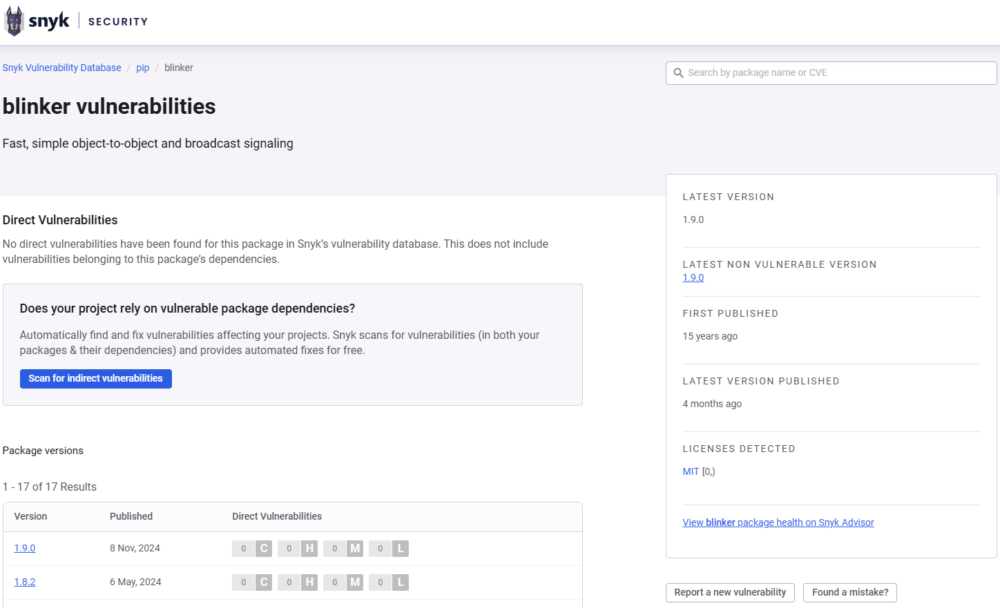 snyk | SECURITY
Snyk Vulnerability Database / pip / blinker
Search by package name or CVE
blinker vulnerabilities
Fast, simple object-to-object and broadcast signaling
Direct Vulnerabilities
No direct vulnerabilities have been found for this package in Snyk’s vulnerability database. This does not include
vulnerabilities belonging to this package’s dependencies.
Does your project rely on vulnerable package dependencies?
Automatically find and fix vulnerabilities affecting your projects. Snyk scans for vulnerabilities (in both your
packages & their dependencies) and provides automated fixes for free.
Scan for indirect vulnerabilities
Package versions
1 - 17 of 17 Results
Version Published Direct Vulnerabilities
1.9.0 8 Nov, 2024 0 C 0 H 0 M 0 L
1.8.2 6 May, 2024 0 C 0 H 0 M 0 L
LATEST VERSION
1.9.0
LATEST NON VULNERABLE VERSION
1.9.0
FIRST PUBLISHED
15 years ago
LATEST VERSION PUBLISHED
4 months ago
LICENSES DETECTED
MIT [0,)
View blinker package health on Snyk Advisor
Report a new vulnerability
Found a mistake?